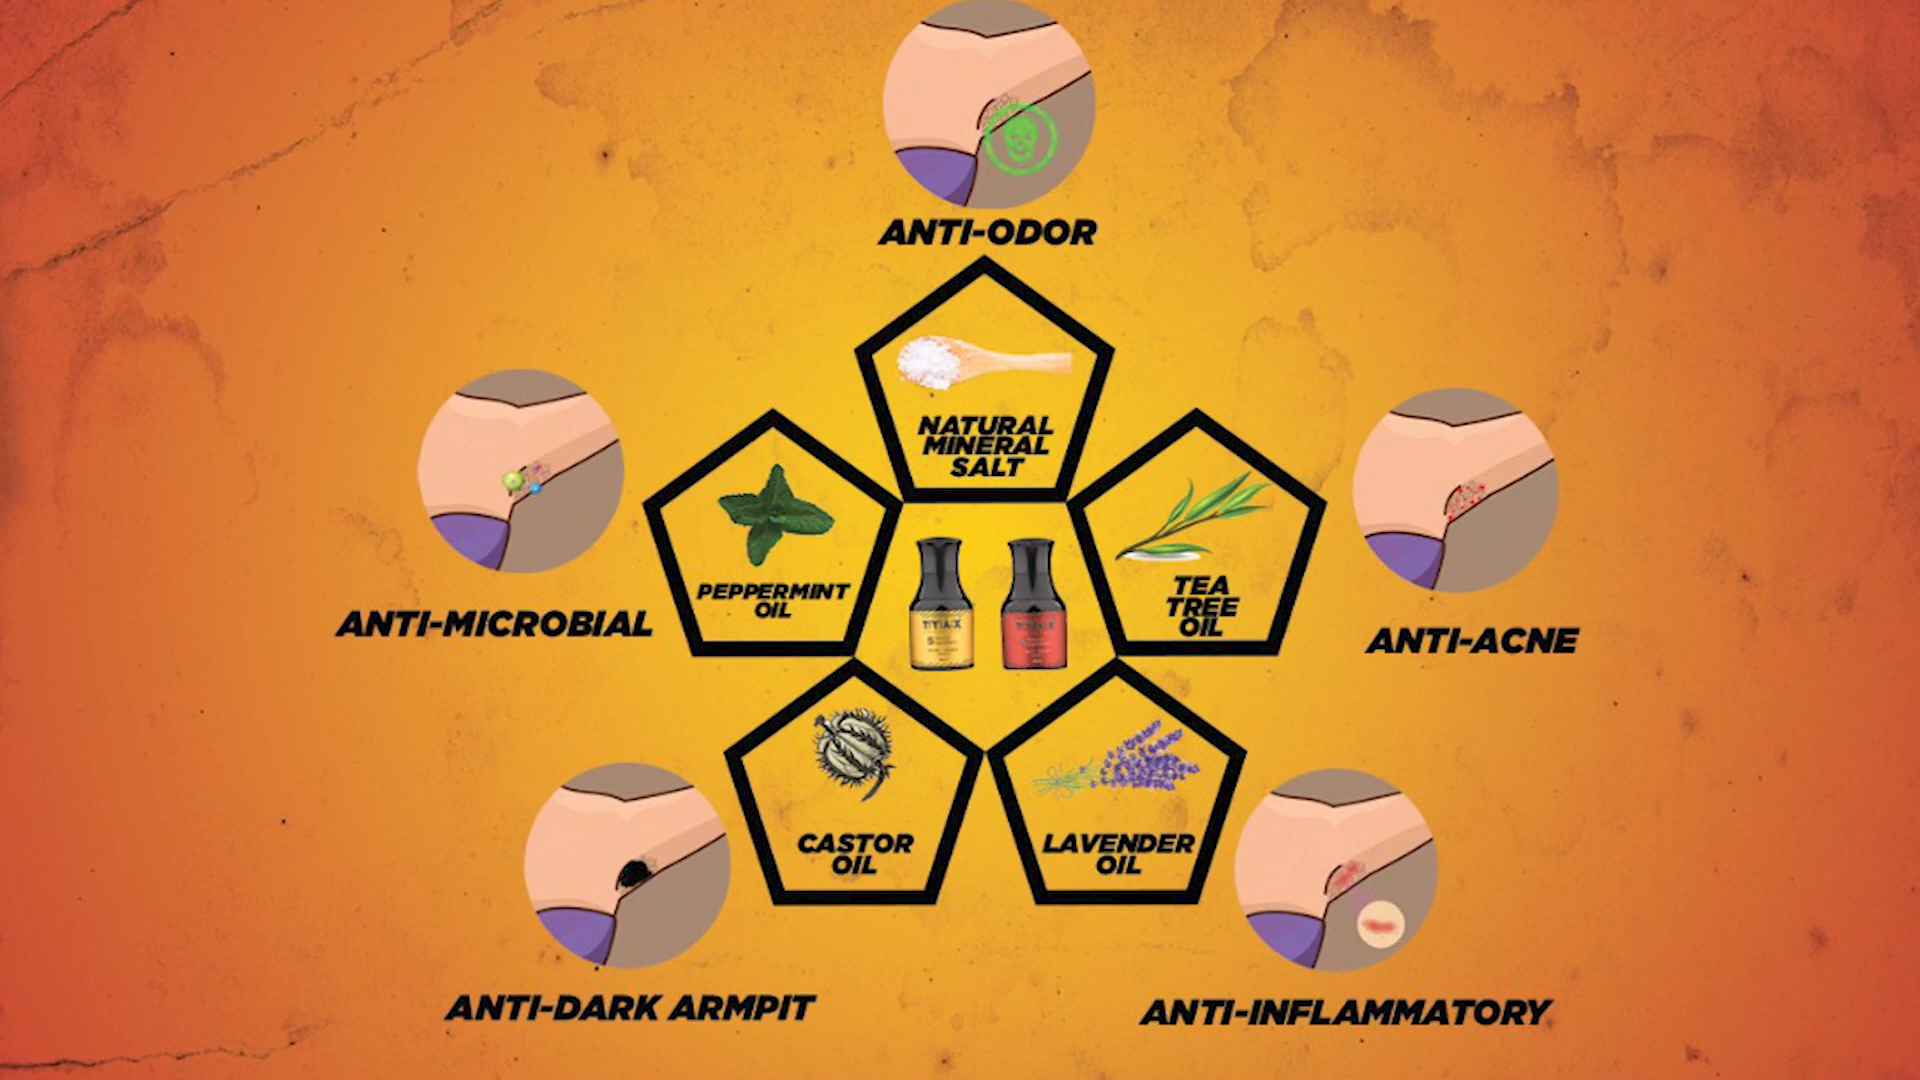 ANTI-ODOR
NATURAL
MINERAL
SALT
PEPPERMINT
OIL
TEA
TREE
OIL
ANTI-MICROBIAL
ANTI-ACNE
CASTOR
OIL
LAVENDER
OIL
ANTI-DARK ARMPIT
ANTI-INFLAMMATORY